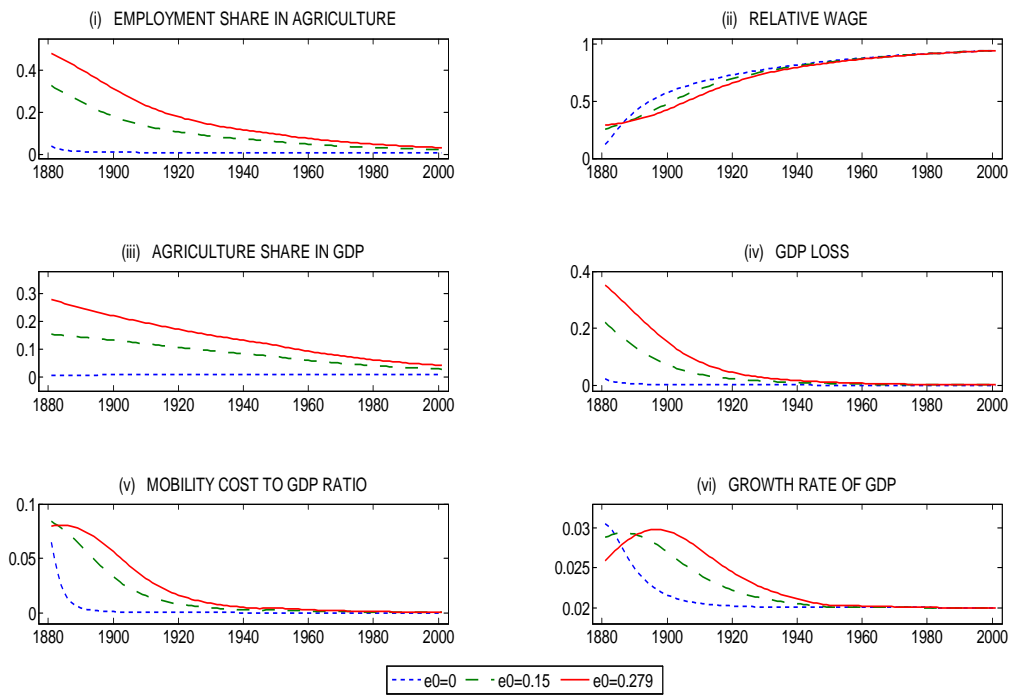 (i) EMPLOYMENT SHARE IN AGRICULTURE
0.4
0.2
0
1880 1900 1920 1940 1960 1980 2000
(ii) RELATIVE WAGE
1
0.5
0
1880 1900 1920 1940 1960 1980 2000
(iii) AGRICULTURE SHARE IN GDP
0.3
0.2
0.1
0
1880 1900 1920 1940 1960 1980 2000
(iv) GDP LOSS
0.4
0.2
0
1880 1900 1920 1940 1960 1980 2000
(v) MOBILITY COST TO GDP RATIO
0.1
0.05
0
1880 1900 1920 1940 1960 1980 2000
(vi) GROWTH RATE OF GDP
0.03
0.025
0.02
1880 1900 1920 1940 1960 1980 2000
e0=0 e0=0.15 e0=0.279